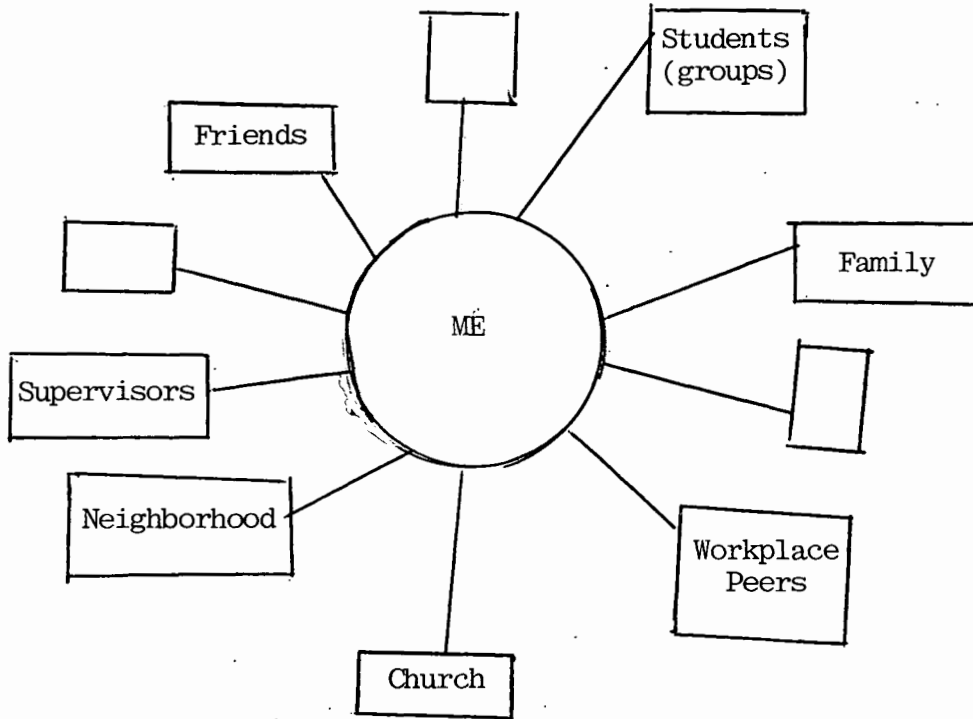 Students
(groups)
Friends
Family
ME
Supervisors
Neighborhood
Workplace
Peers
Church